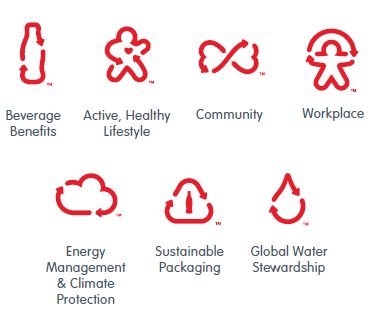 Beverage
Benefits
Active, Healthy
Lifestyle
Community
Workplace
Energy
Management
& Climate
Protection
Sustainable
Packaging
Global Water
Stewardship